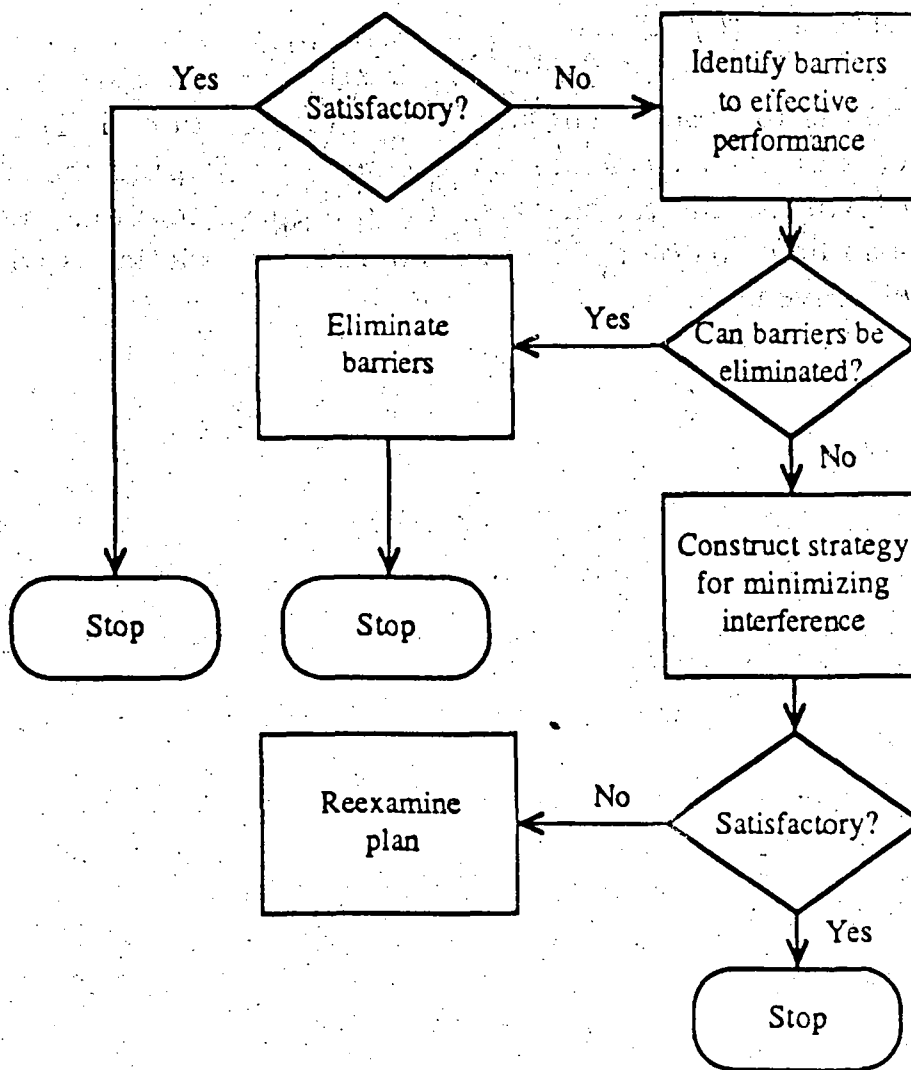 Yes
Satisfactory?
No
Identify barriers
to effective
performance
Eliminate
barriers
Yes
Can barriers be
eliminated?
No
Stop
Stop
Construct strategy
for minimizing
interference
Reexamine
plan
No
Satisfactory?
Yes
Stop